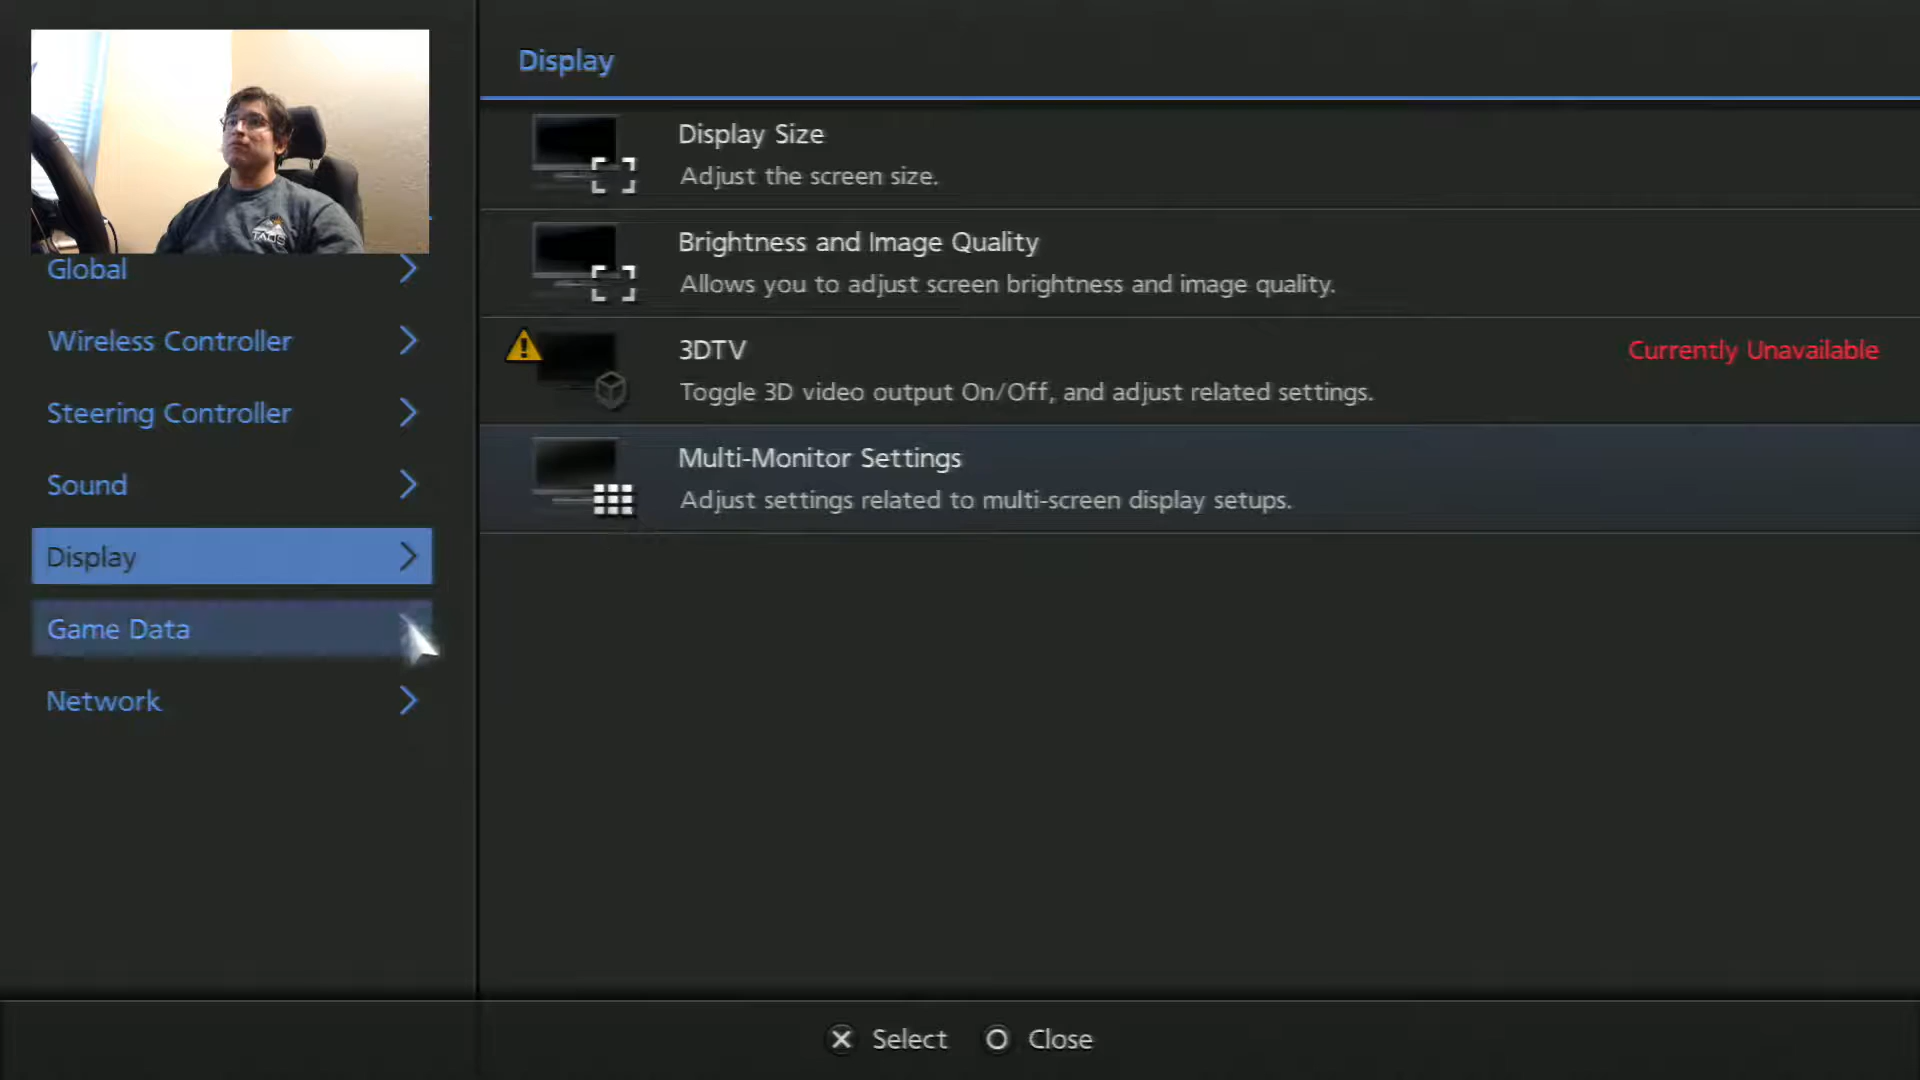 Display
Display Size
Adjust the screen size.
Brightness and Image Quality
Allows you to adjust screen brightness and image quality.
3DTV
Currently Unavailable
Toggle 3D video output On/Off, and adjust related settings.
Multi-Monitor Settings
Adjust settings related to multi-screen display setups.
TAOS
Global
Wireless Controller
Steering Controller
Sound
Display
Game Data
Network
Select
Close